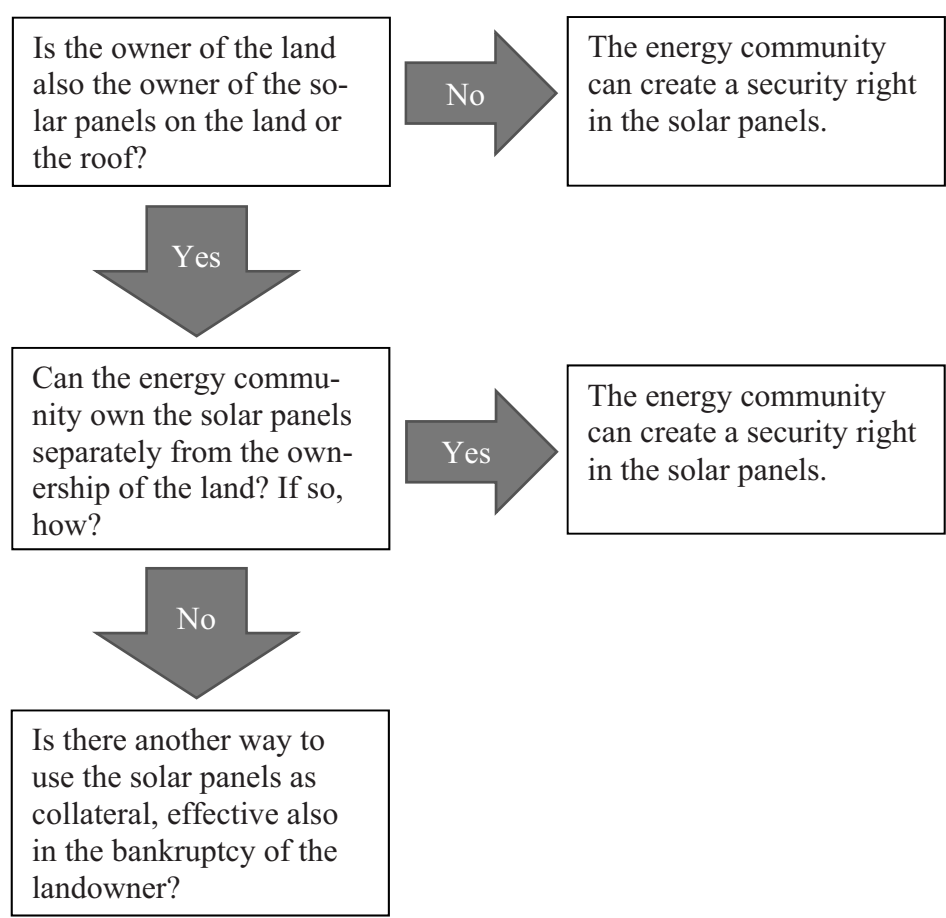 Is the owner of the land
also the owner of the so-
lar panels on the land or
the roof?
No
The energy community
can create a security right
in the solar panels.
Yes
Can the energy commu-
nity own the solar panels
separately from the own-
ership of the land? If so,
how?
Yes
The energy community
can create a security right
in the solar panels.
No
Is there another way to
use the solar panels as
collateral, effective also
in the bankruptcy of the
landowner?